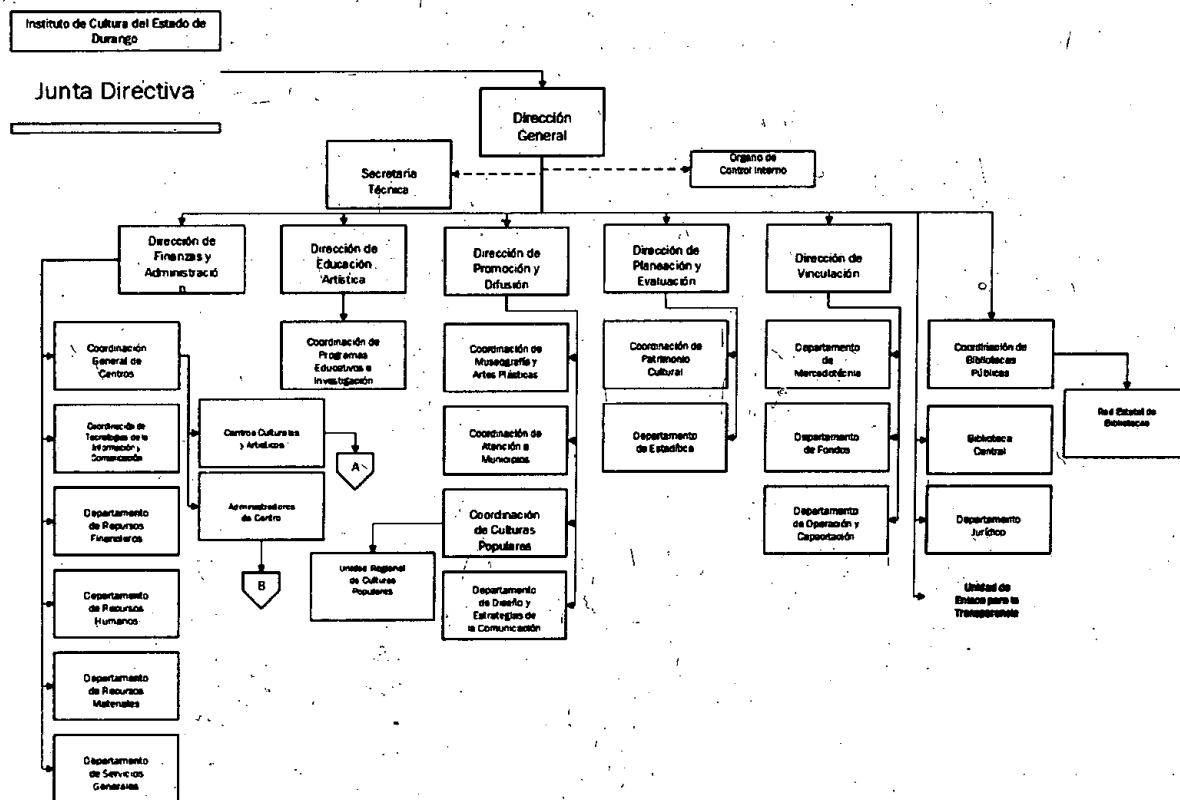 Instituto de Cultura del Estado de
Durango
Junta Directiva
Dirección
General
Secretaría
Técnica
Organo de
Control Interno
Dirección de
Finanzas y
Administració
n
Dirección de
Educación
Artística
Dirección de
Promoción y
Difusión
Dirección de
Planeación y
Evaluación
Dirección de
Vinculación
Coordinación
General de
Centros
Coordinación de
Programas
Educativos e
Investigación
Coordinación de
Museografía y
Artes Plásticas
Coordinación de
Patrimonio
Cultural
Departamento
de
Mercadotécnia
Coordinación de
Bibliotecas
Públicas
Red Estatal de
Bibliotecas
Coordinación de
Tecnologías de la
Información y
Comunicación
Centros Culturales
y Artísticos
A
Coordinación de
Atención a
Municipios
Departamento
de Estadítica
Departamento
de Fondos
Biblioteca
Central
Departamento
de Recursos
Financieros
Administradores
de Centro
B
Coordinación
de Culturas
Populares
Unidad Regional
de Culturas
Populares
Departamento
de Operación y
Capacitación
Departamento
Jurídico
Departamento
de Recursos
Humanos
Departamento
de Diseño y
Estrategias de
la Comunicación
Unidad de
Enlace para la
Transparencia
Departamento
de Recursos
Materiales
Departamento
de Servicios
Generales